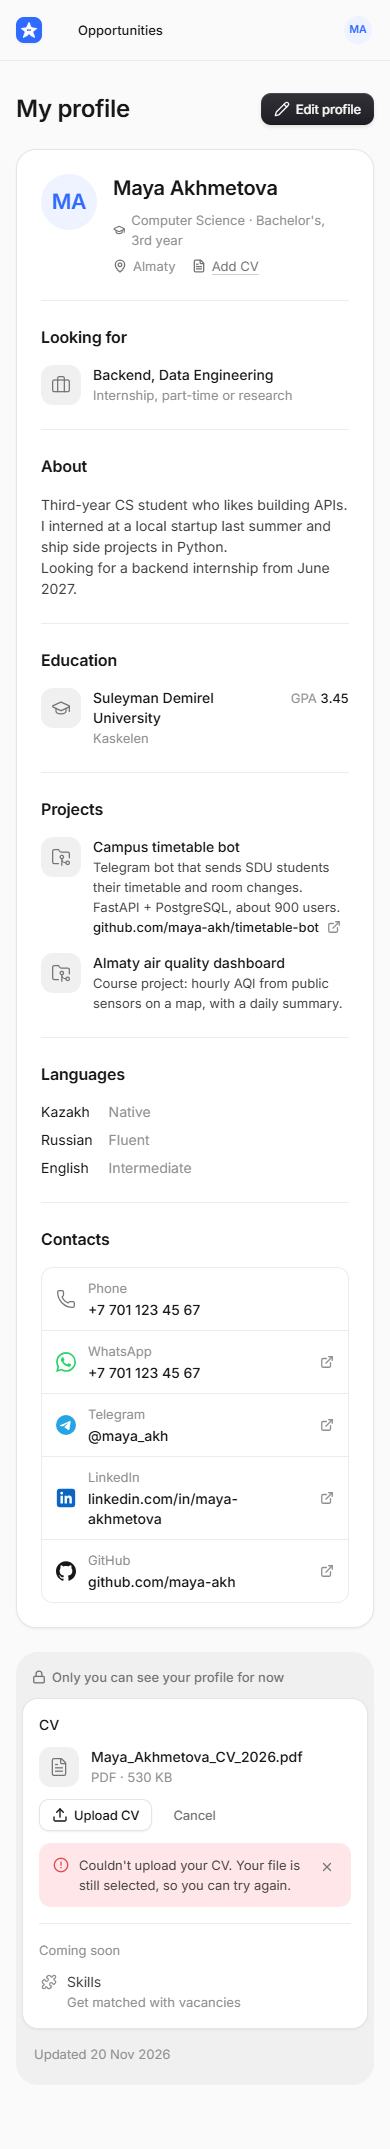 Opportunities
MA
My profile
Edit profile
MA
Maya Akhmetova
Computer Science · Bachelor's,
3rd year
Almaty
Add CV
Looking for
Backend, Data Engineering
Internship, part-time or research
About
Third-year CS student who likes building APIs.
I interned at a local startup last summer and
ship side projects in Python.
Looking for a backend internship from June
2027.
Education
Suleyman Demirel
University
GPA 3.45
Kaskelen
Projects
Campus timetable bot
Telegram bot that sends SDU students
their timetable and room changes.
FastAPI + PostgreSQL, about 900 users.
github.com/maya-akh/timetable-bot
Almaty air quality dashboard
Course project: hourly AQI from public
sensors on a map, with a daily summary.
Languages
Kazakh Native
Russian Fluent
English Intermediate
Contacts
Phone
+7 701 123 45 67
WhatsApp
+7 701 123 45 67
Telegram
@maya_akh
LinkedIn
linkedin.com/in/maya-
akhmetova
GitHub
github.com/maya-akh
Only you can see your profile for now
CV
Maya_Akhmetova_CV_2026.pdf
PDF · 530 KB
Upload CV
Cancel
Couldn't upload your CV. Your file is
still selected, so you can try again.
Coming soon
Skills
Get matched with vacancies
Updated 20 Nov 2026